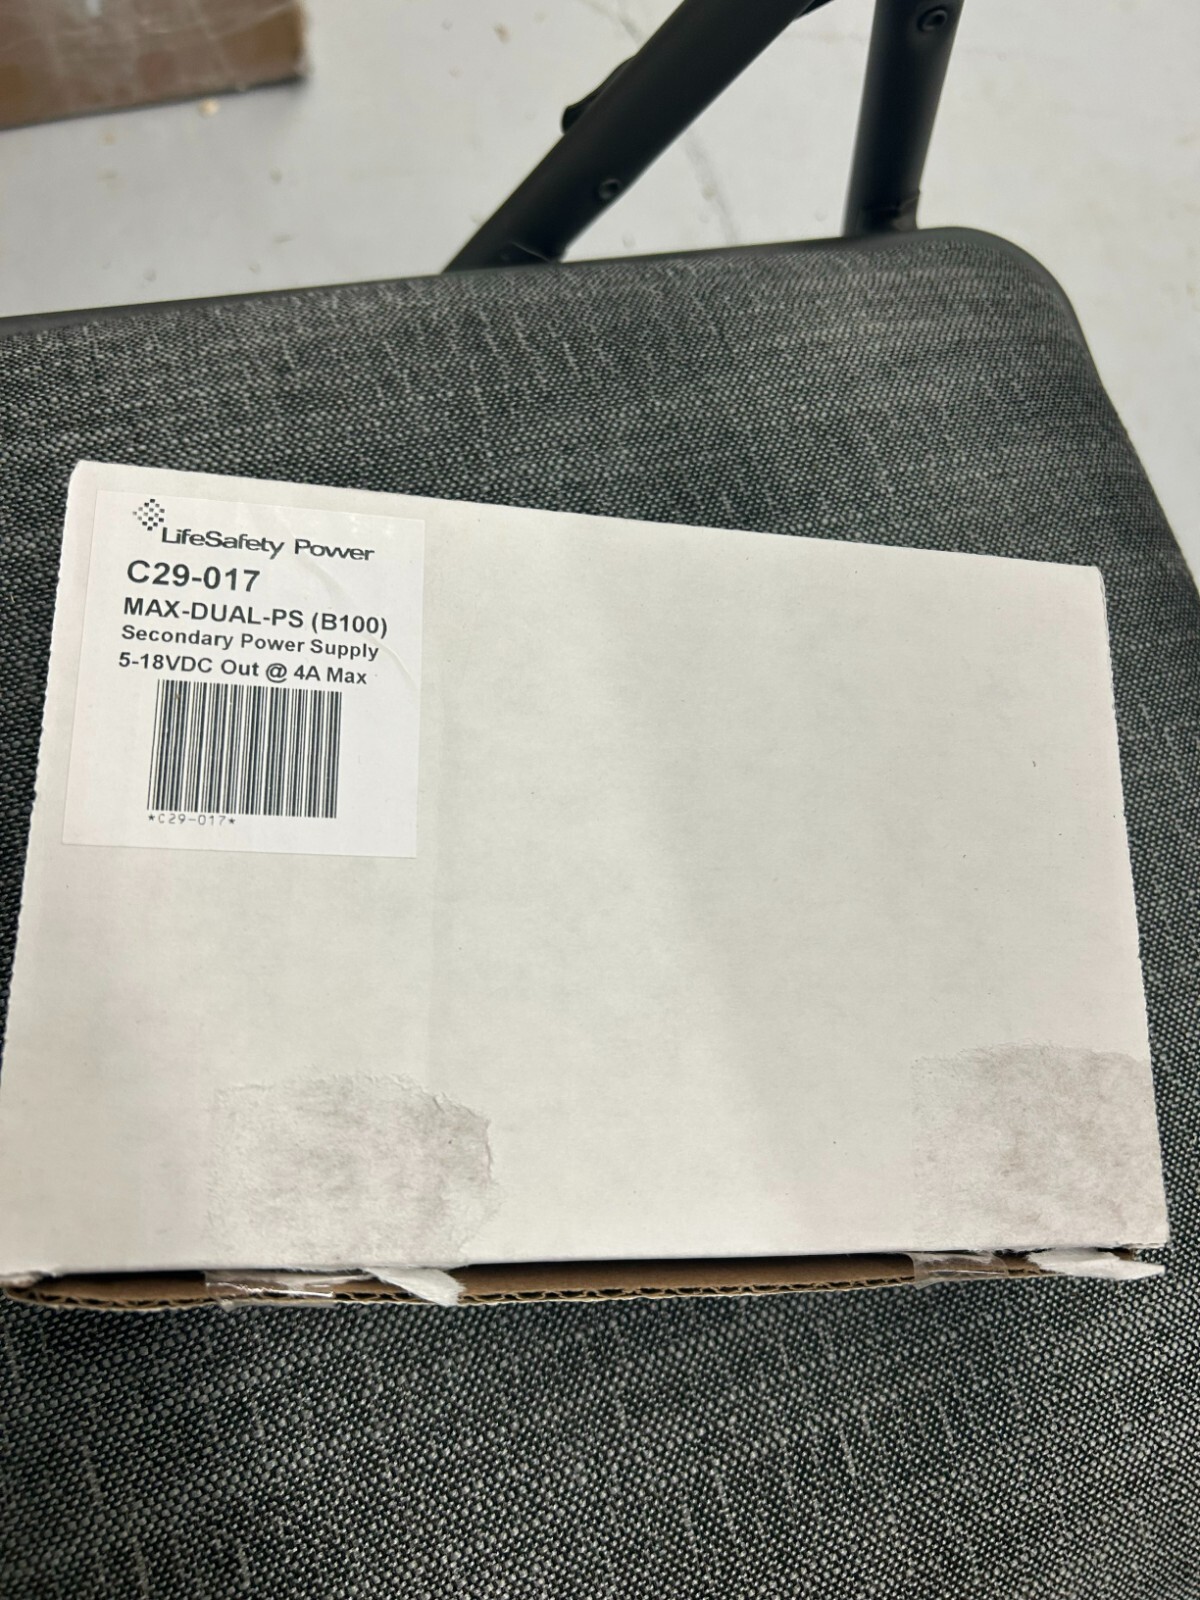 LifeSafety Power
C29-017
MAX-DUAL-PS (B100)
Secondary Power Supply
5-18VDC Out @ 4A Max
*C29-017*